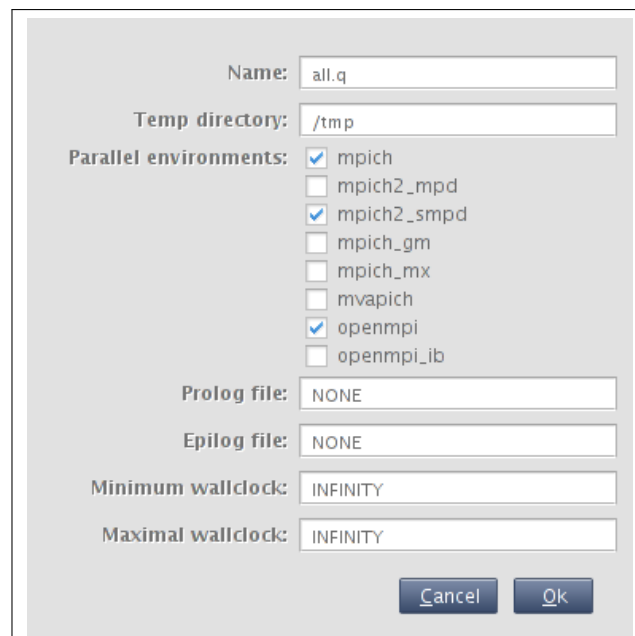 Name: all.q
Temp directory: /tmp
Parallel environments: mpich
mpich2_mpd
mpich2_smpd
mpich_gm
mpich_mx
mvapich
openmpi
openmpi_ib
Prolog file: NONE
Epilog file: NONE
Minimum wallclock: INFINITY
Maximal wallclock: INFINITY
Cancel Ok